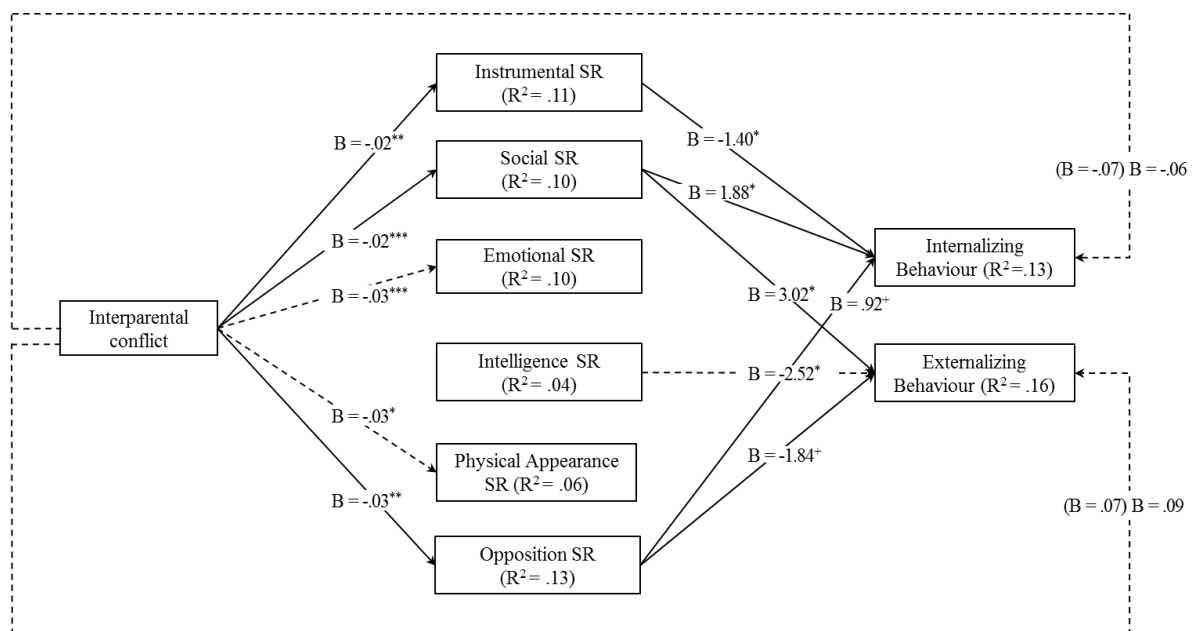 Instrumental SR
(R² = .11)
B = -.02**
B = -1.40*
Social SR
(R² = .10)
(B = -.07) B = -.06
B = 1.88*
B = -.02***
Emotional SR
(R² = .10)
Internalizing
Behaviour (R² =.13)
B = -.03***
B = 3.02*
B = .92+
Interparental
conflict
Intelligence SR
(R² = .04)
B = -2.52*
Externalizing
Behaviour (R² = .16)
B = -.03*
Physical Appearance
SR (R² = .06)
B = -1.84+
B = -.03**
(B = .07) B = .09
Opposition SR
(R² = .13)